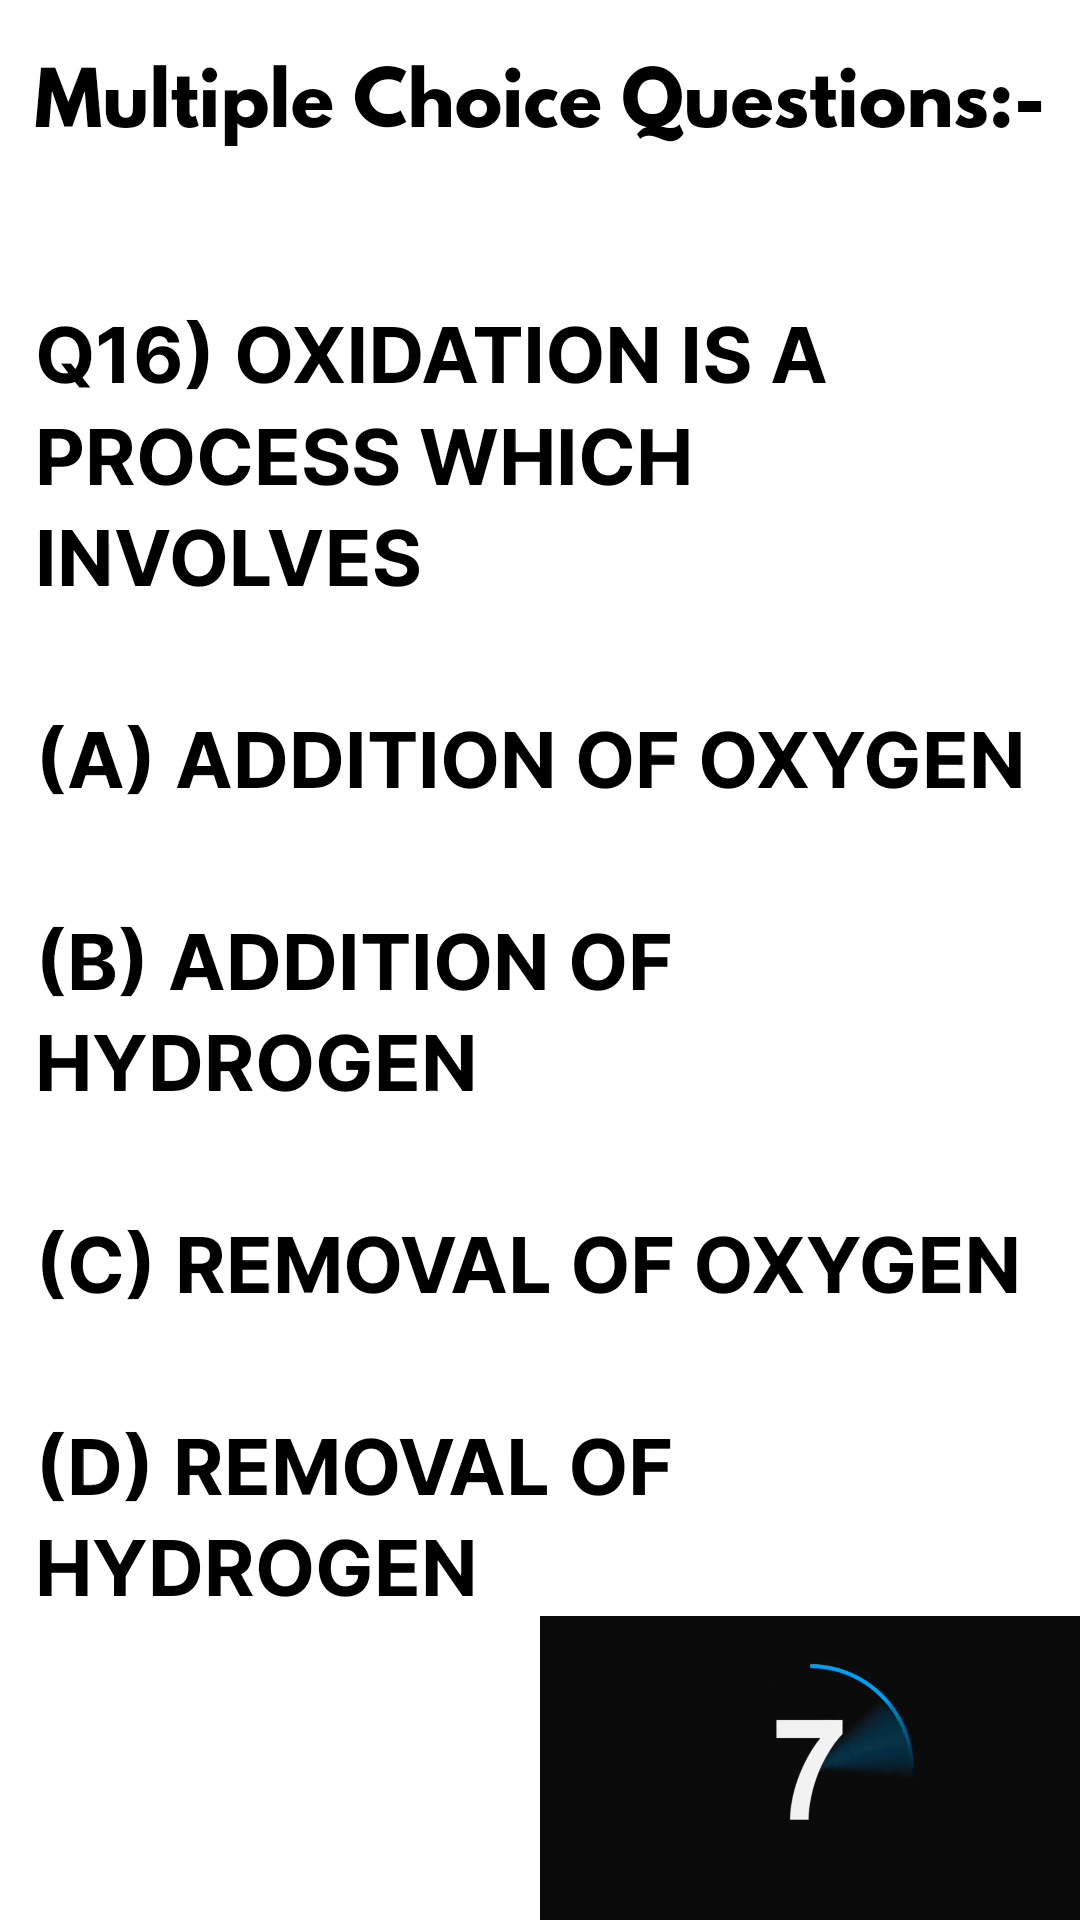 Multiple Choice Questions:-
Q16) OXIDATION IS A
PROCESS WHICH
INVOLVES
(A) ADDITION OF OXYGEN
(B) ADDITION OF
HYDROGEN
(C) REMOVAL OF OXYGEN
(D) REMOVAL OF
HYDROGEN
7